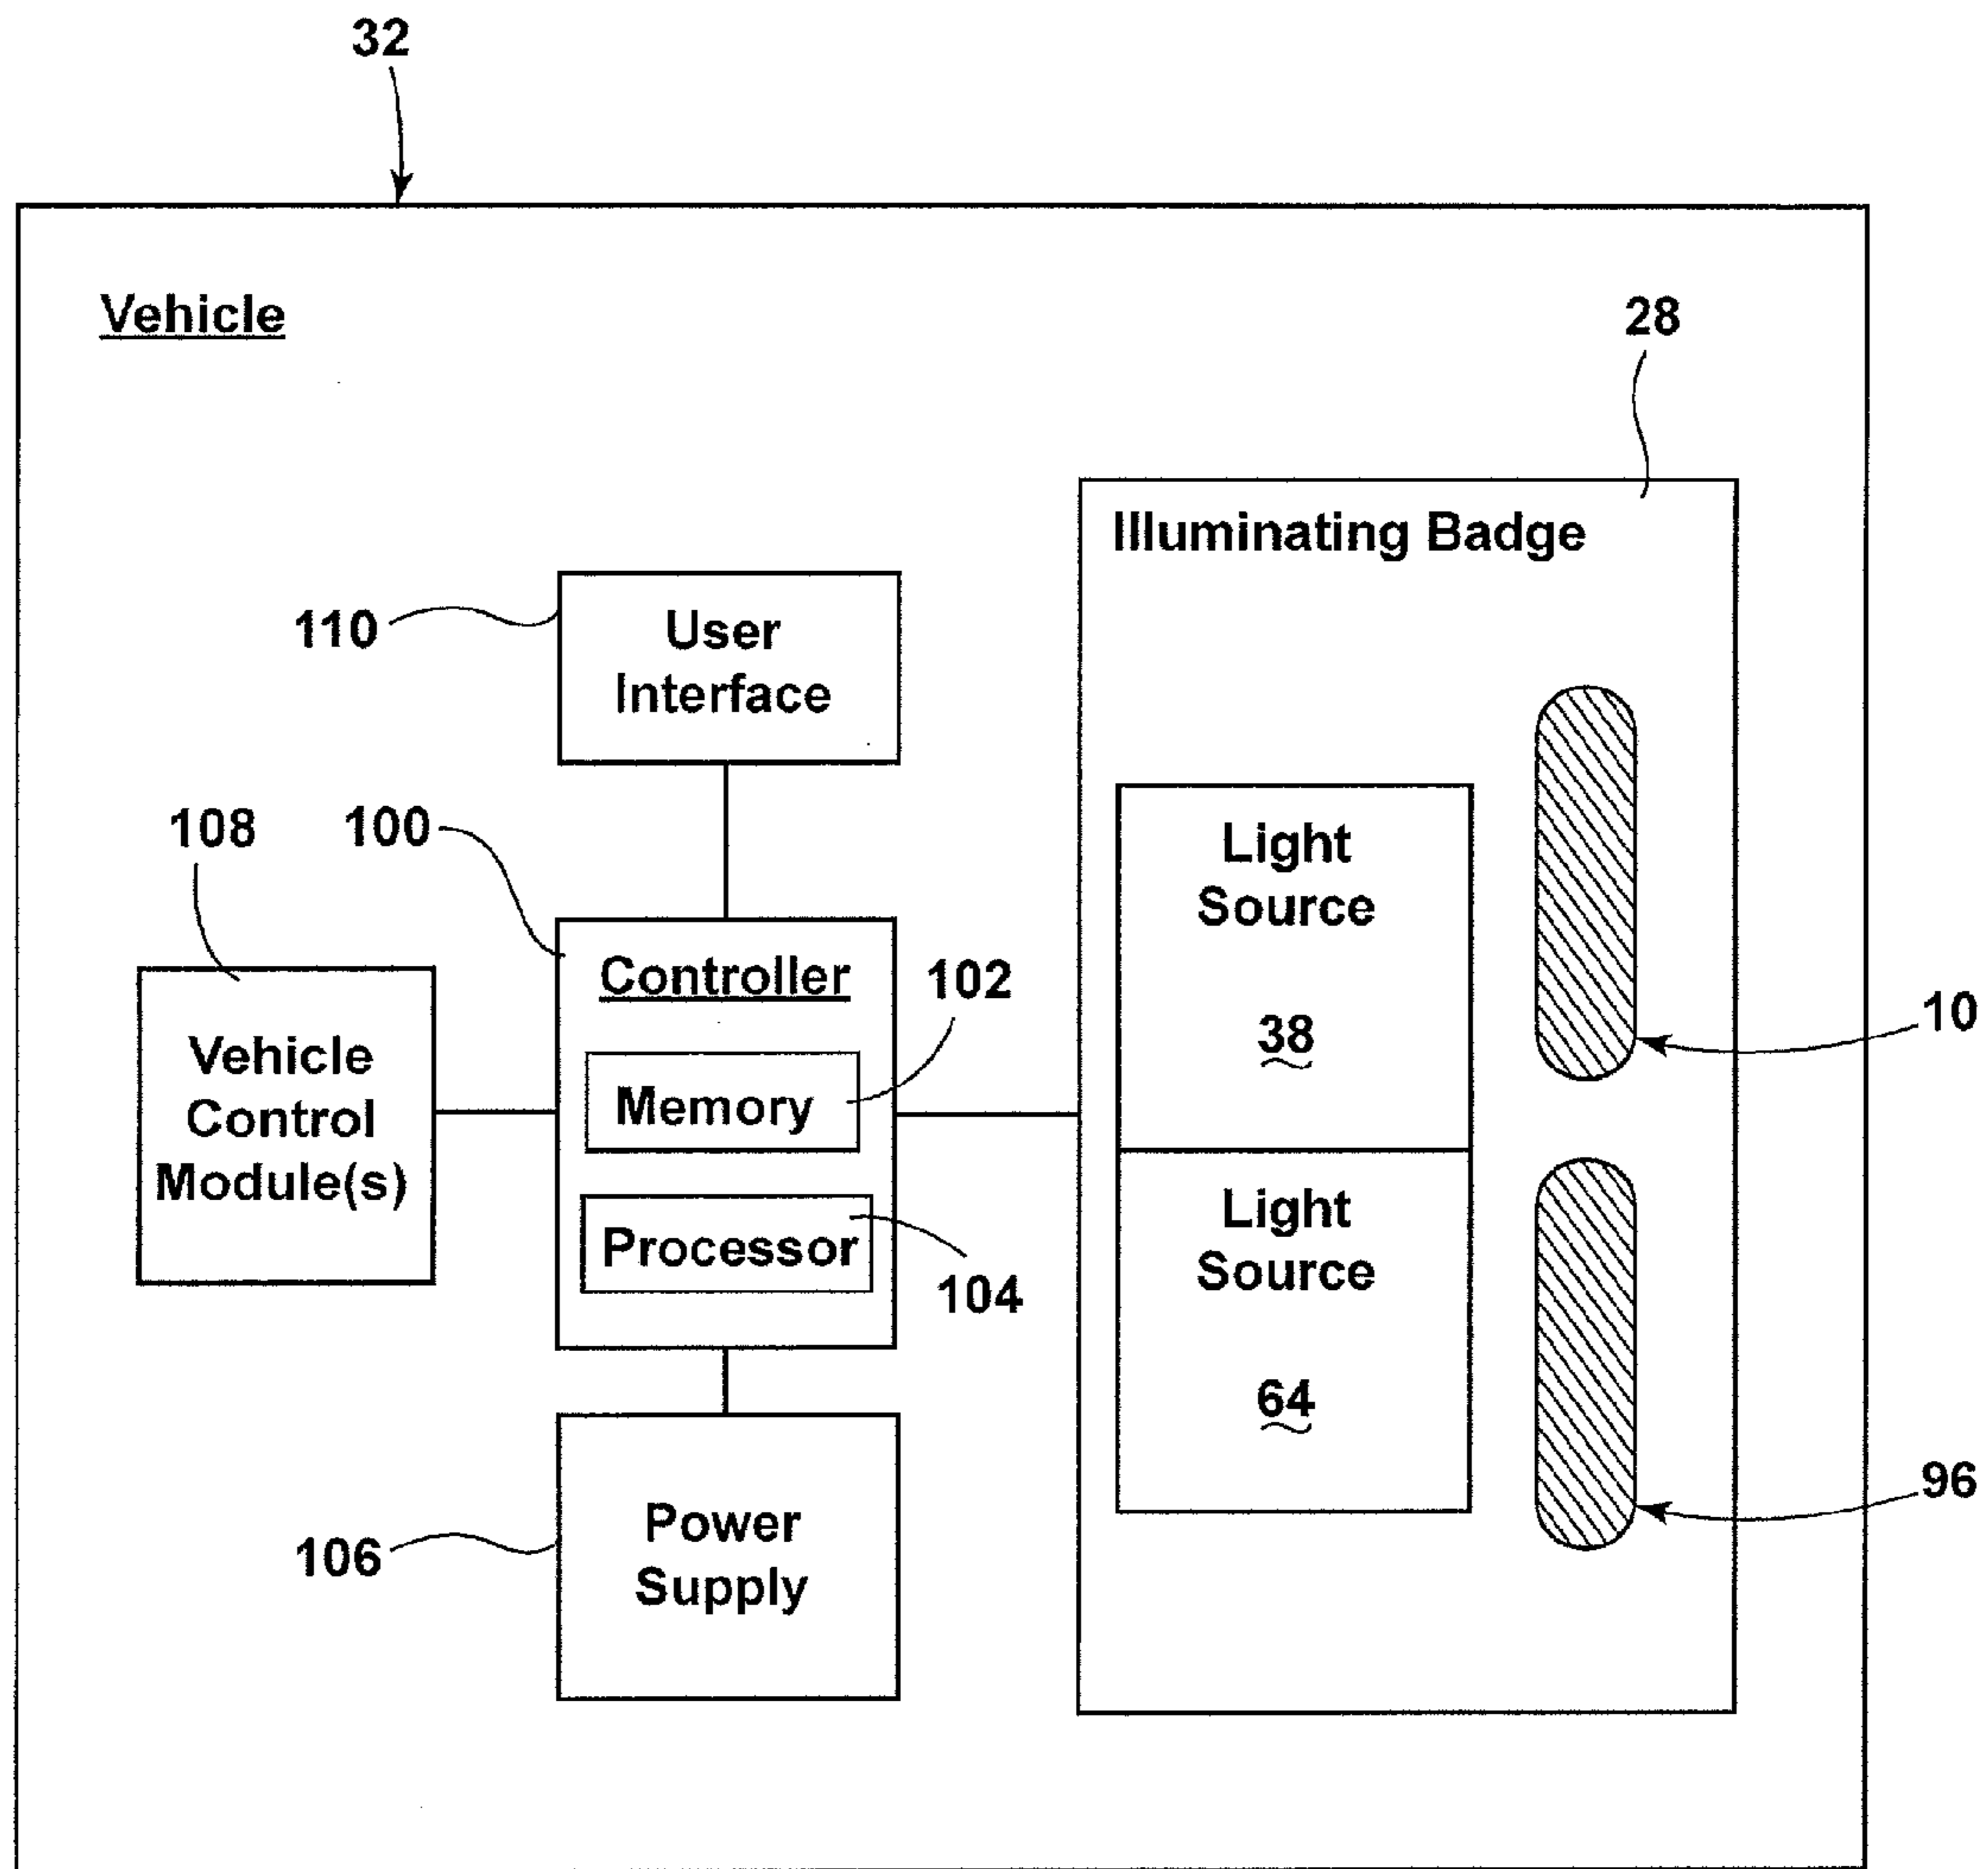 32
Vehicle
28
Illuminating Badge
110
User
Interface
108
100
Light
Source
38
Controller
102
10
Vehicle
Control
Module(s)
Memory
Processor
104
Light
Source
64
96
106
Power
Supply